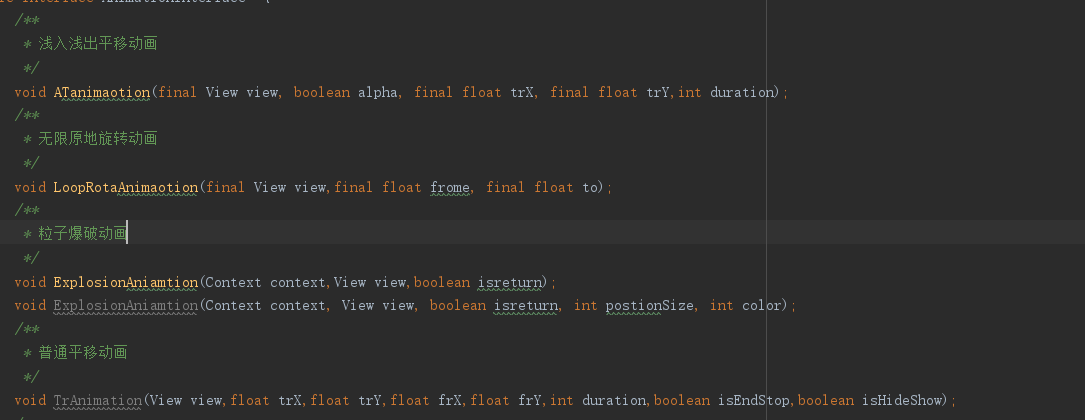 /**
* 浅入浅出平移动画
*/
void ATanimaotion(final View view, boolean alpha, final float trX, final float trY,int duration);
/**
* 无限原地旋转动画
*/
void LoopRotaAnimaotion(final View view,final float frome, final float to);
/**
* 粒子爆破动画
*/
void ExplosionAniamtion(Context context,View view,boolean isreturn);
void ExplosionAniamtion(Context context, View view, boolean isreturn, int postionSize, int color);
/**
* 普通平移动画
*/
void TrAnimation(View view,float trX,float trY,float frX,float frY,int duration,boolean isEndStop,boolean isHideShow);